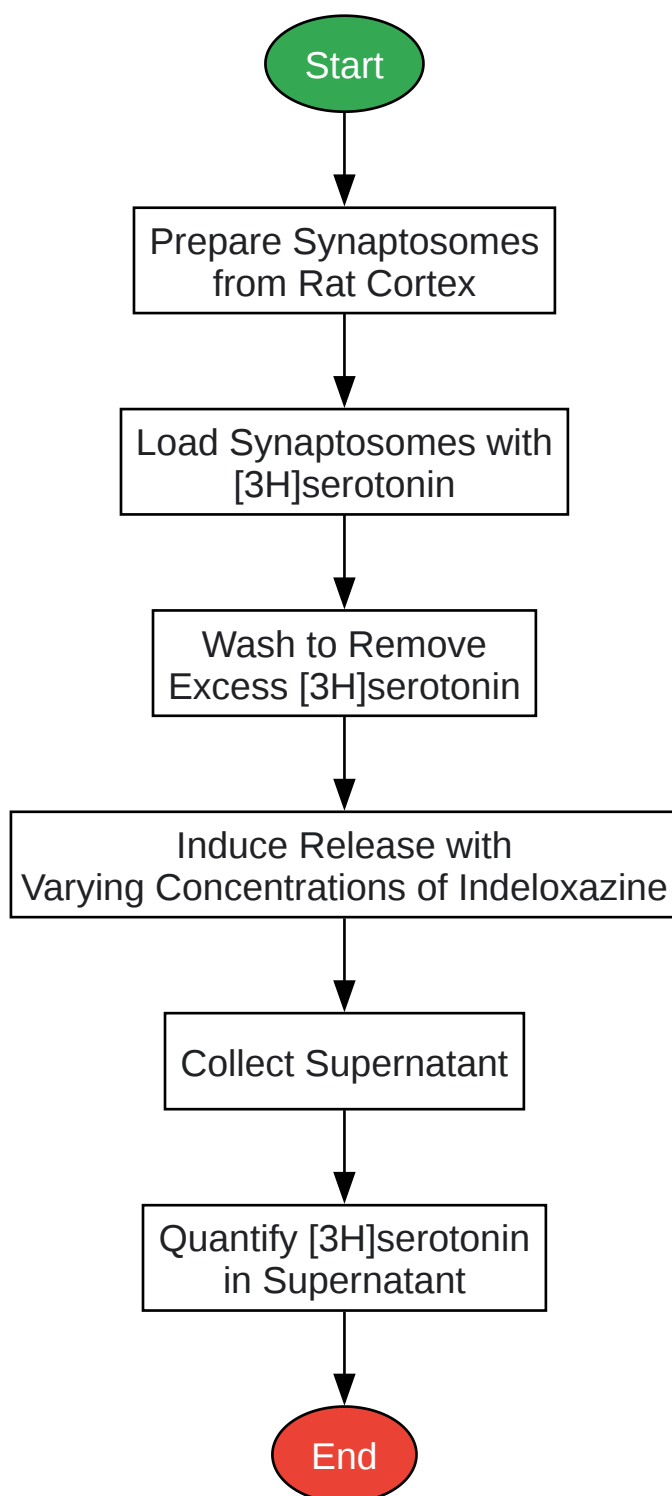 Start
Prepare Synaptosomes
from Rat Cortex
Load Synaptosomes with
[3H]serotonin
Wash to Remove
Excess [3H]serotonin
Induce Release with
Varying Concentrations of Indeloxazine
Collect Supernatant
Quantify [3H]serotonin
in Supernatant
End